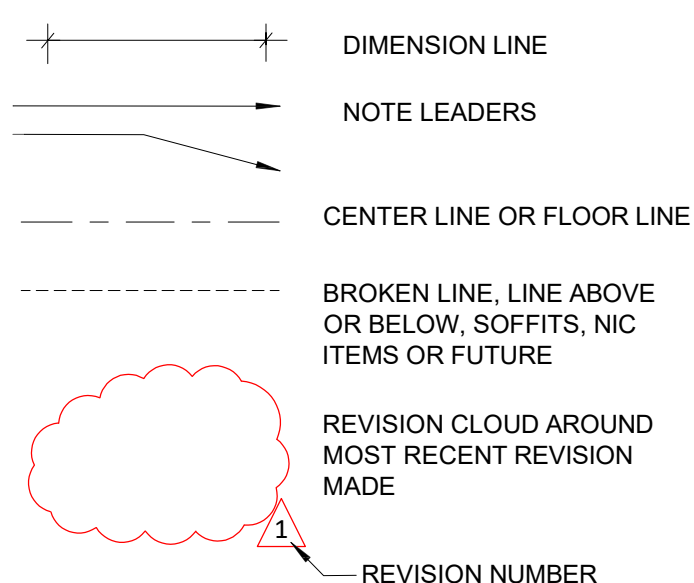 DIMENSION LINE
NOTE LEADERS
CENTER LINE OR FLOOR LINE
BROKEN LINE, LINE ABOVE
OR BELOW, SOFFITS, NIC
ITEMS OR FUTURE
REVISION CLOUD AROUND
MOST RECENT REVISION
MADE
1
REVISION NUMBER